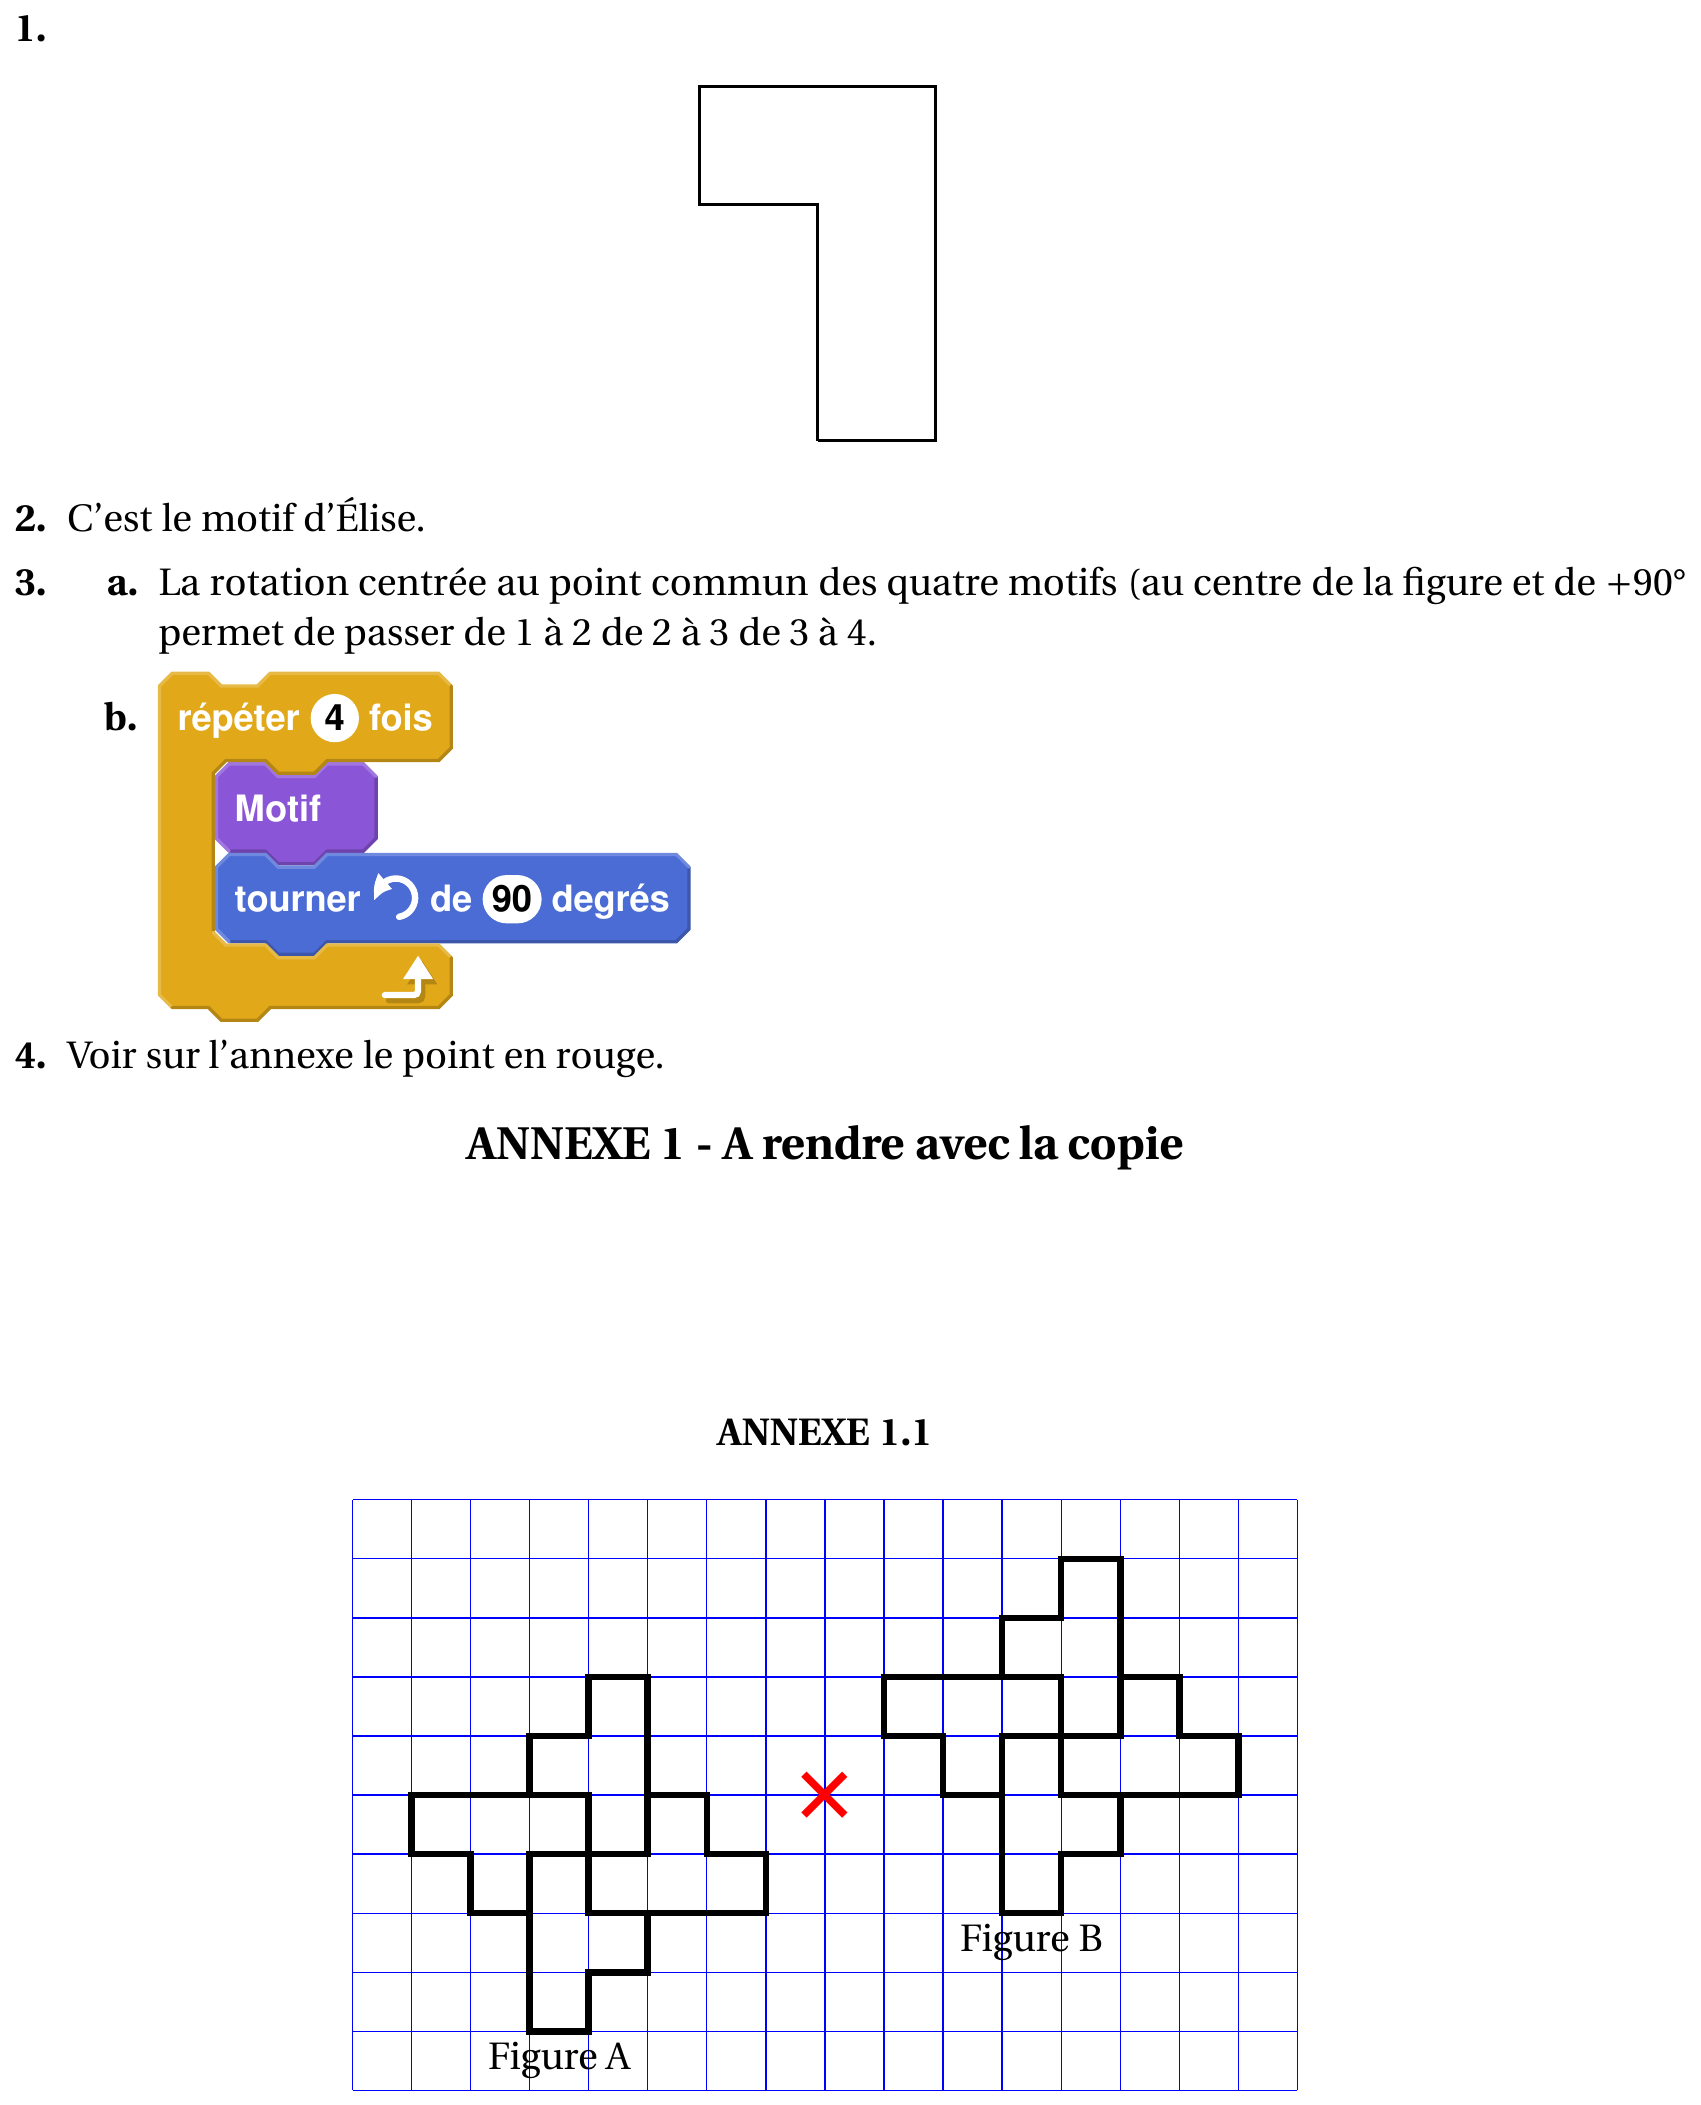 1.
2. C’est le motif d’Élise.
3. a. La rotation centrée au point commun des quatre motifs (au centre de la figure et de +90°
permet de passer de 1 à 2 de 2 à 3 de 3 à 4.
b. répéter 4 fois
Motif
tourner de 90 degrés
4. Voir sur l’annexe le point en rouge.
ANNEXE 1 - A rendre avec la copie
ANNEXE 1.1
Figure B
Figure A